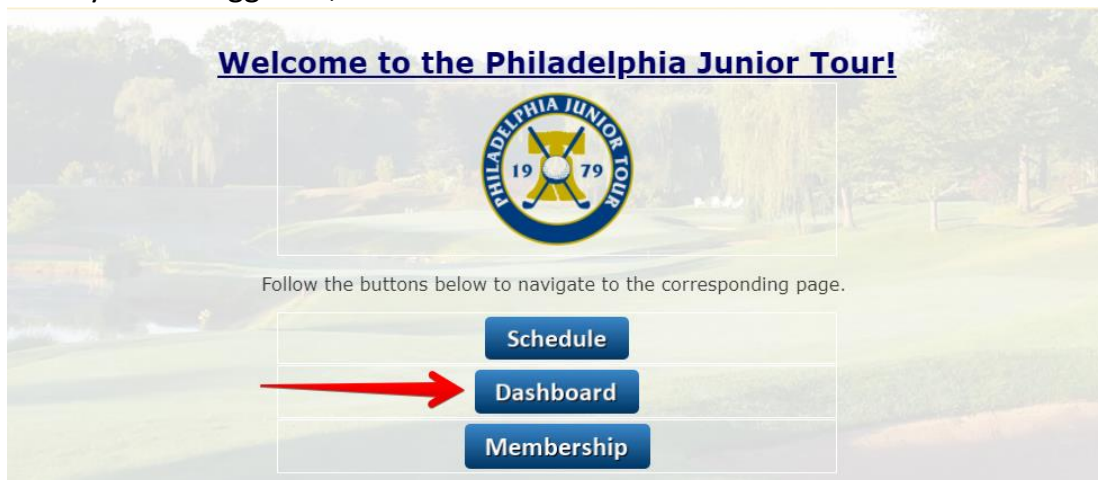 Welcome to the Philadelphia Junior Tour!
PHILADELPHIA JUNIOR TOUR
19 79
Follow the buttons below to navigate to the corresponding page.
Schedule
Dashboard
Membership